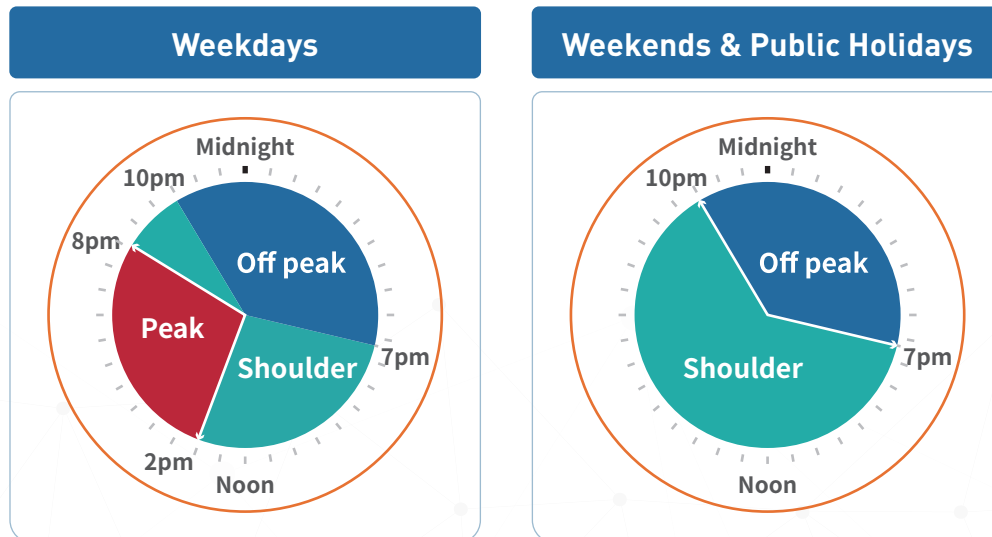 Weekdays
Midnight
10pm
8pm
Off peak
Peak
7pm
Shoulder
2pm
Noon
Weekends & Public Holidays
Midnight
10pm
Off peak
7pm
Shoulder
Noon